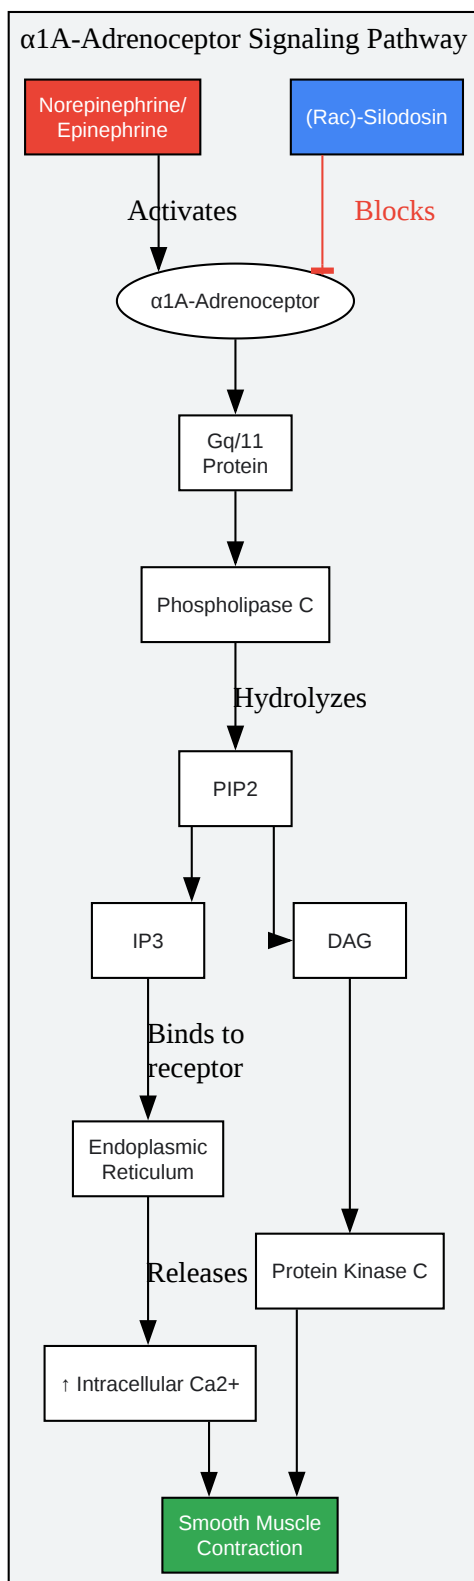 α1A-Adrenoceptor Signaling Pathway
Norepinephrine/
Epinephrine
(Rac)-Silodosin
Activates
Blocks
α1A-Adrenoceptor
Gq/11
Protein
Phospholipase C
Hydrolyzes
PIP2
IP3
DAG
Binds to
receptor
Endoplasmic
Reticulum
Releases
Protein Kinase C
↑ Intracellular Ca2+
Smooth Muscle
Contraction